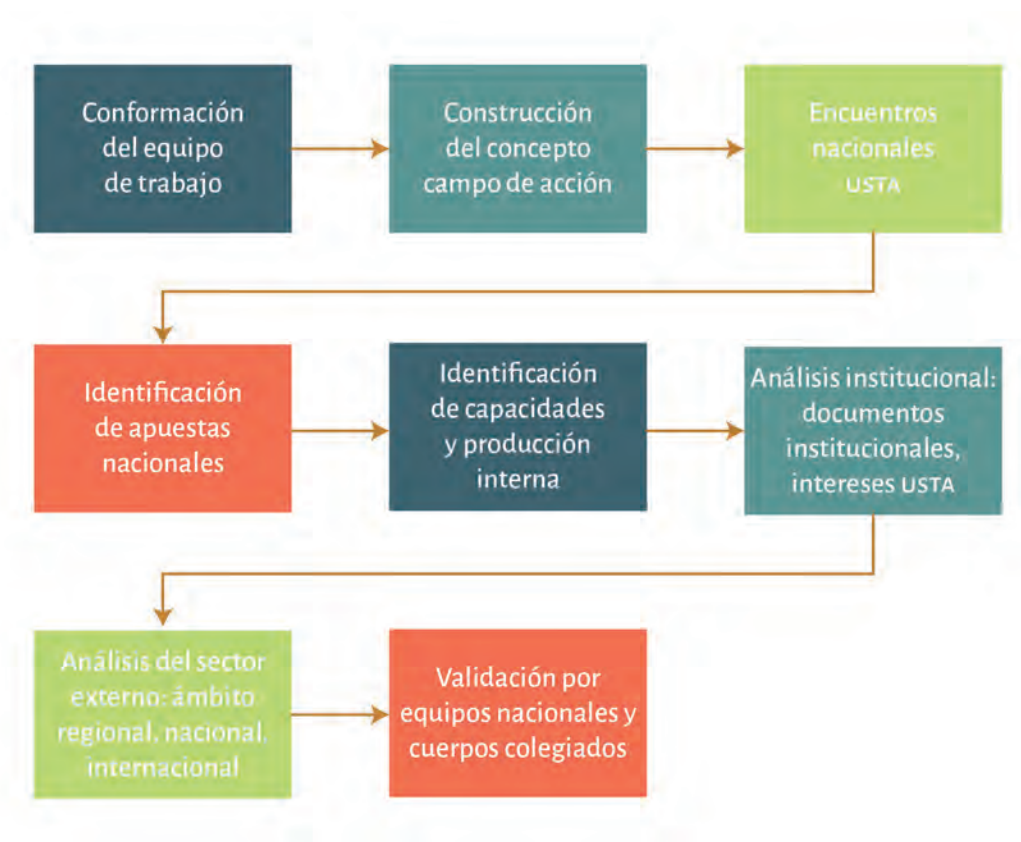 Conformación
del equipo
de trabajo
Construcción
del concepto
campo de acción
Encuentros
nacionales
USTA
Identificación
de apuestas
nacionales
Identificación
de capacidades
y producción
interna
Análisis institucional:
documentos
institucionales,
intereses USTA
Análisis del sector
externo: ámbito
regional, nacional,
internacional
Validación por
equipos nacionales y
cuerpos colegiados